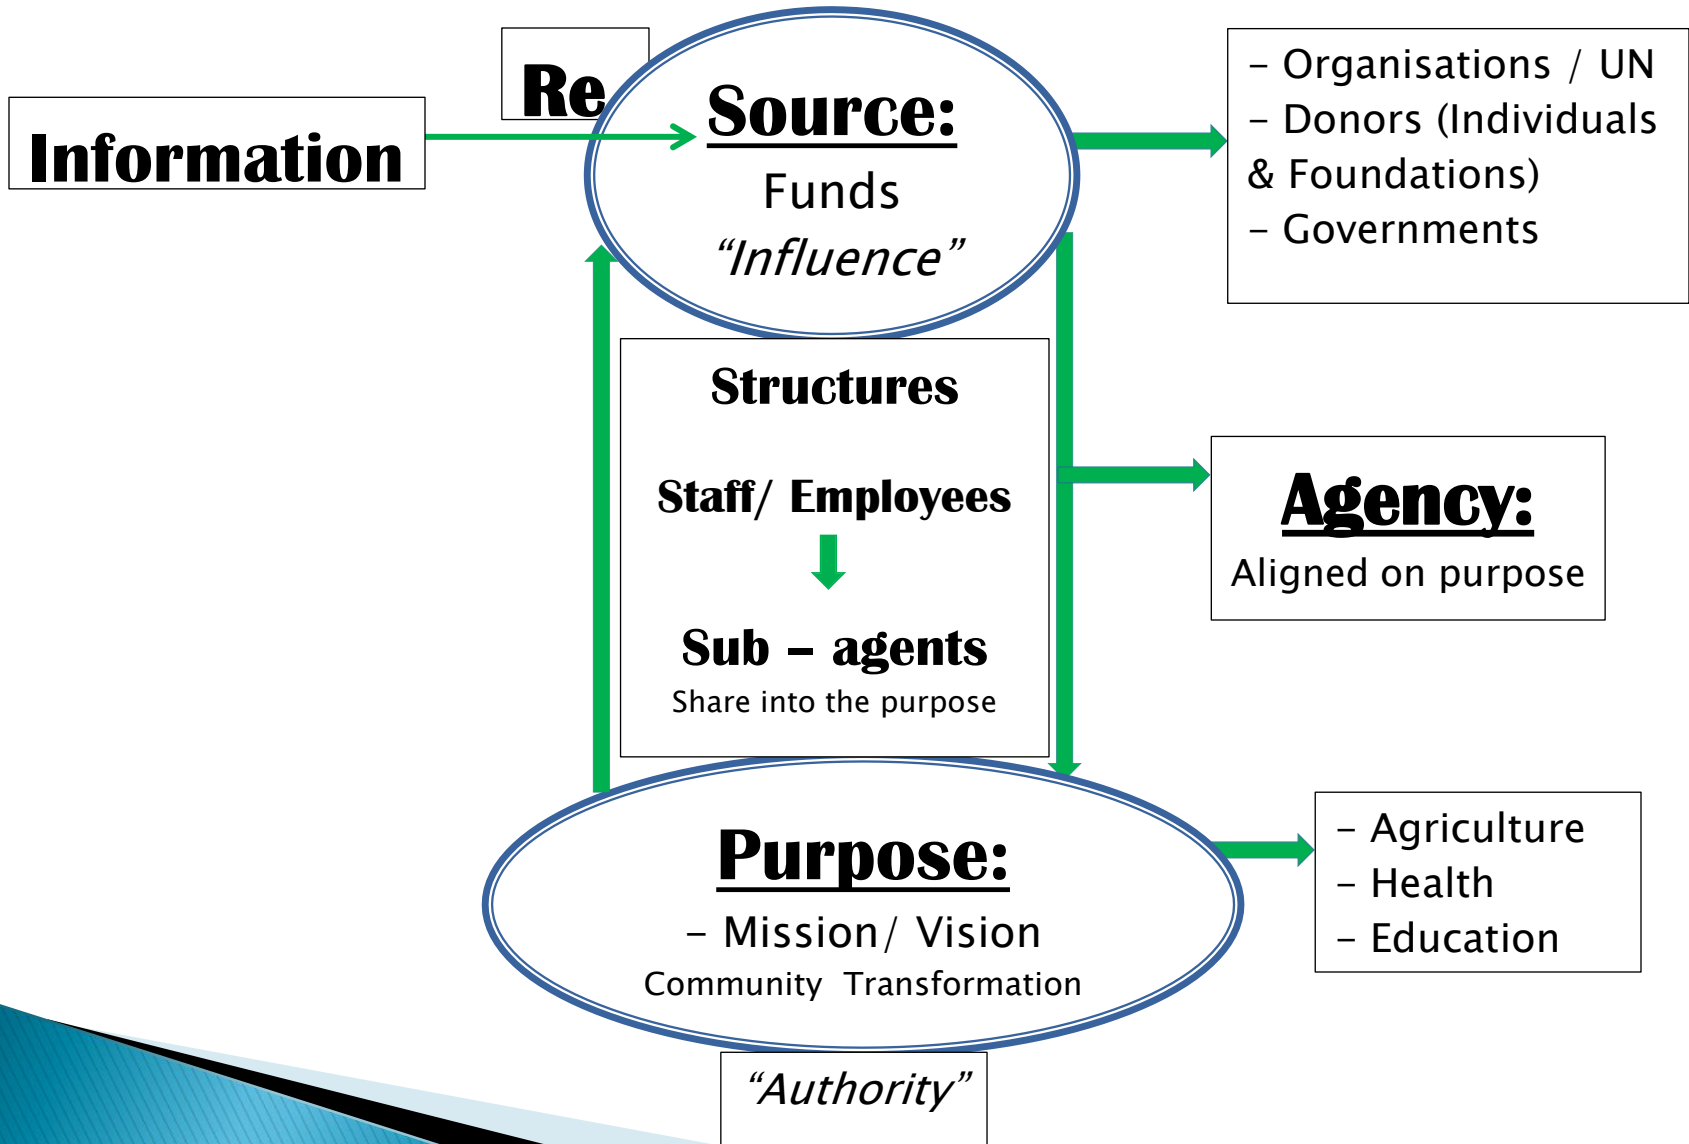 Re
Information
Source:
Funds
“Influence”
– Organisations / UN
– Donors (Individuals
& Foundations)
– Governments
Structures
Staff/ Employees
Sub – agents
Share into the purpose
Agency:
Aligned on purpose
Purpose:
– Mission/ Vision
Community Transformation
– Agriculture
– Health
– Education
“Authority”